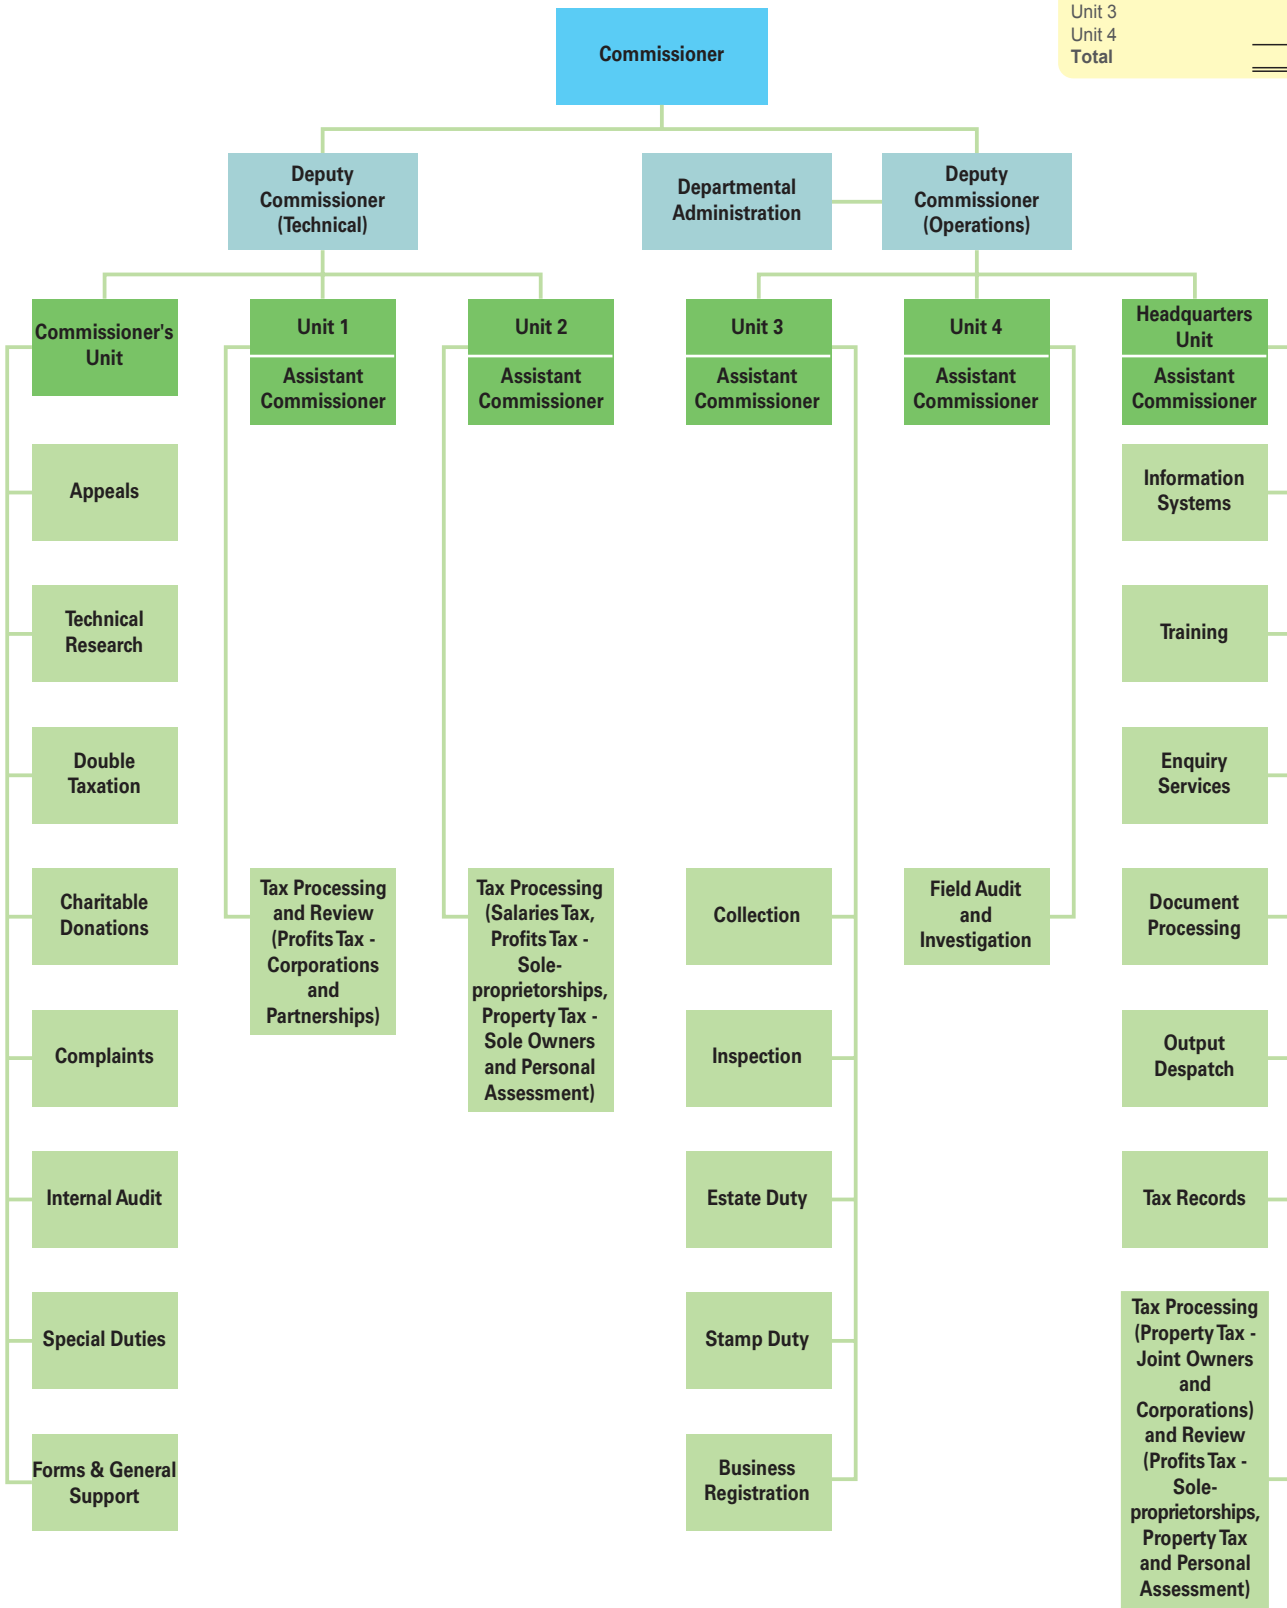 Unit 3
Unit 4
Total
Commissioner
Deputy
Commissioner
(Technical)
Departmental
Administration
Deputy
Commissioner
(Operations)
Commissioner's
Unit
Unit 1
Assistant
Commissioner
Unit 2
Assistant
Commissioner
Unit 3
Assistant
Commissioner
Unit 4
Assistant
Commissioner
Headquarters
Unit
Assistant
Commissioner
Appeals
Technical
Research
Double
Taxation
Charitable
Donations
Complaints
Internal Audit
Special Duties
Forms & General
Support
Tax Processing
and Review
(Profits Tax -
Corporations
and
Partnerships)
Tax Processing
(Salaries Tax,
Profits Tax -
Sole-
proprietorships,
Property Tax -
Sole Owners
and Personal
Assessment)
Collection
Inspection
Estate Duty
Stamp Duty
Business
Registration
Field Audit
and
Investigation
Information
Systems
Training
Enquiry
Services
Document
Processing
Output
Despatch
Tax Records
Tax Processing
(Property Tax -
Joint Owners
and
Corporations)
and Review
(Profits Tax -
Sole-
proprietorships,
Property Tax
and Personal
Assessment)